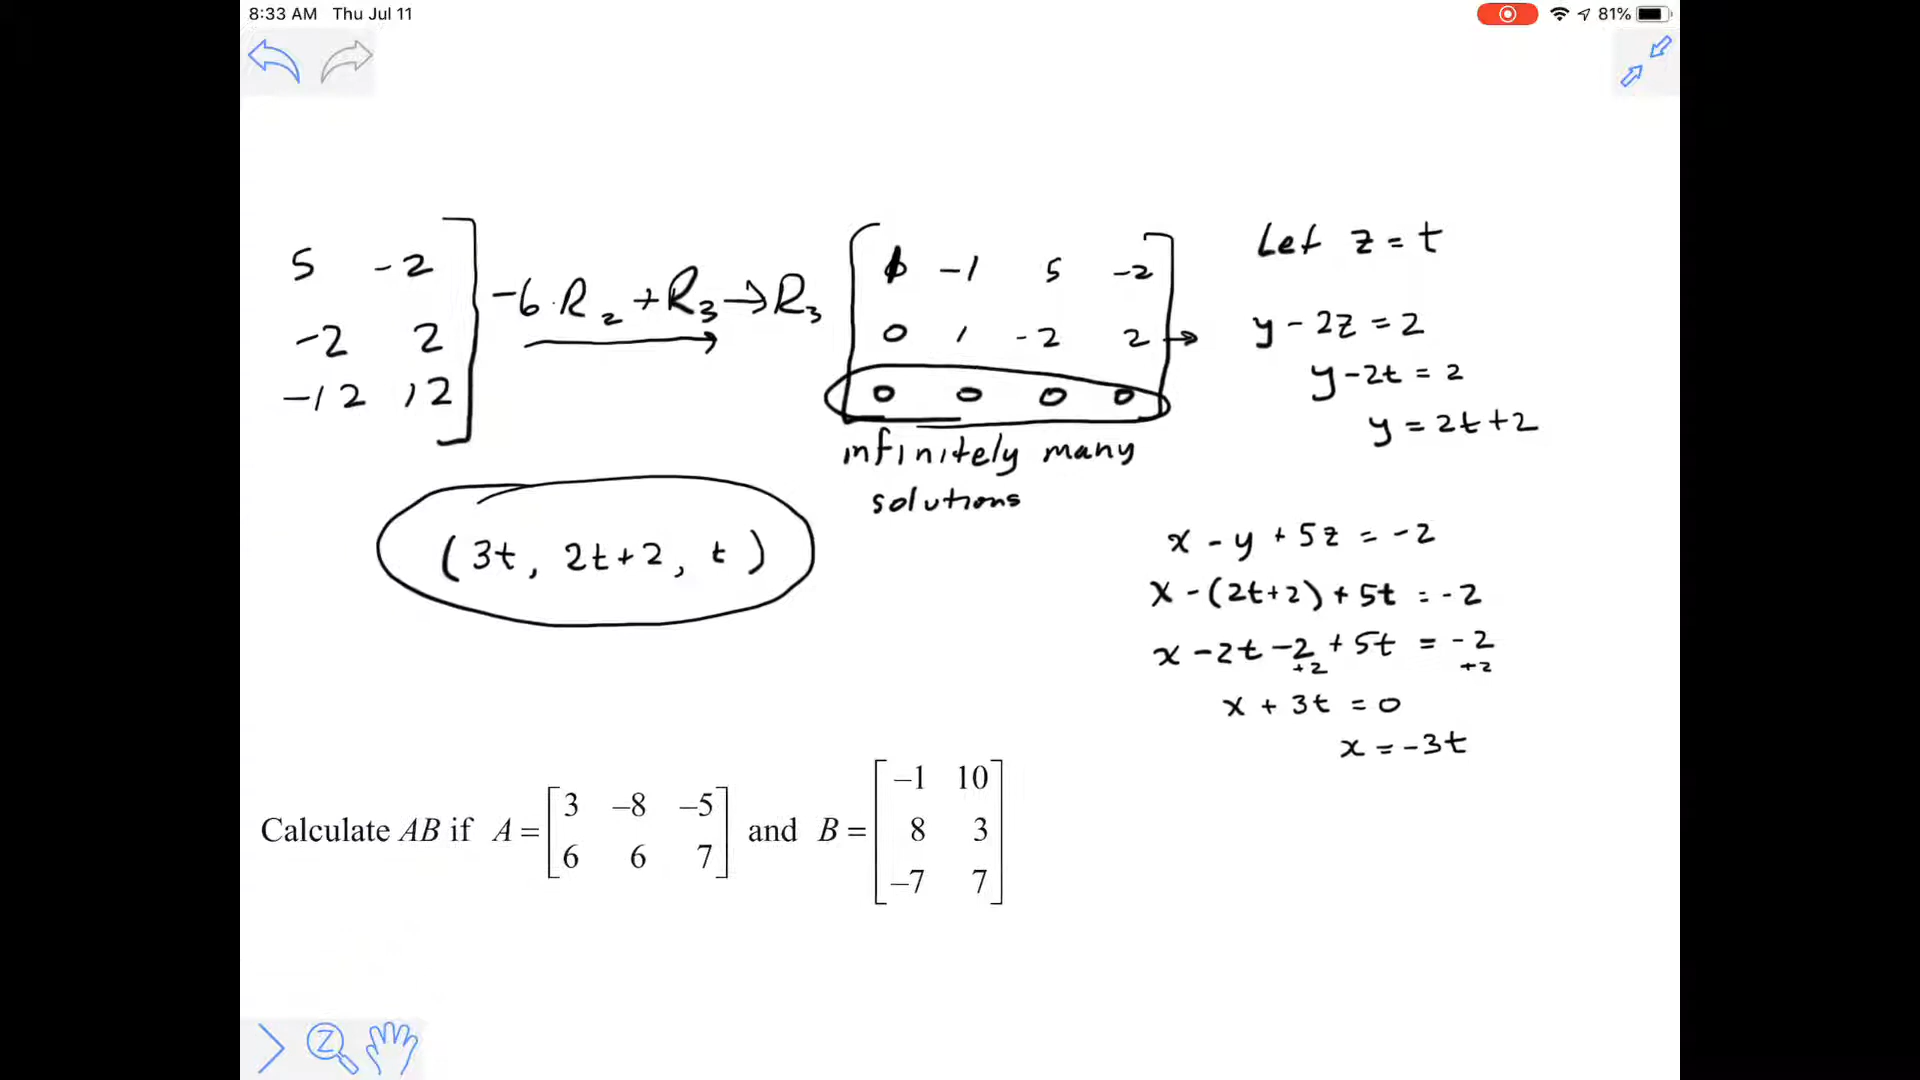 8:33 AM Thu Jul 11
81%
5 -2
-2 2
-12 12
-6·R2 + R3 → R3
1 -1 5 -2
0 1 -2 2 →
0 0 0 0
infinitely many
solutions
Let z = t
y - 2z = 2
y - 2t = 2
y = 2t + 2
(3t, 2t+2, t)
x - y + 5z = -2
x - (2t+2) + 5t = -2
x - 2t - 2 + 5t = -2
+2 +2
x + 3t = 0
x = -3t
Calculate AB if A = [3 –8 –5
6 6 7] and B = [–1 10
8 3
–7 7]
Z